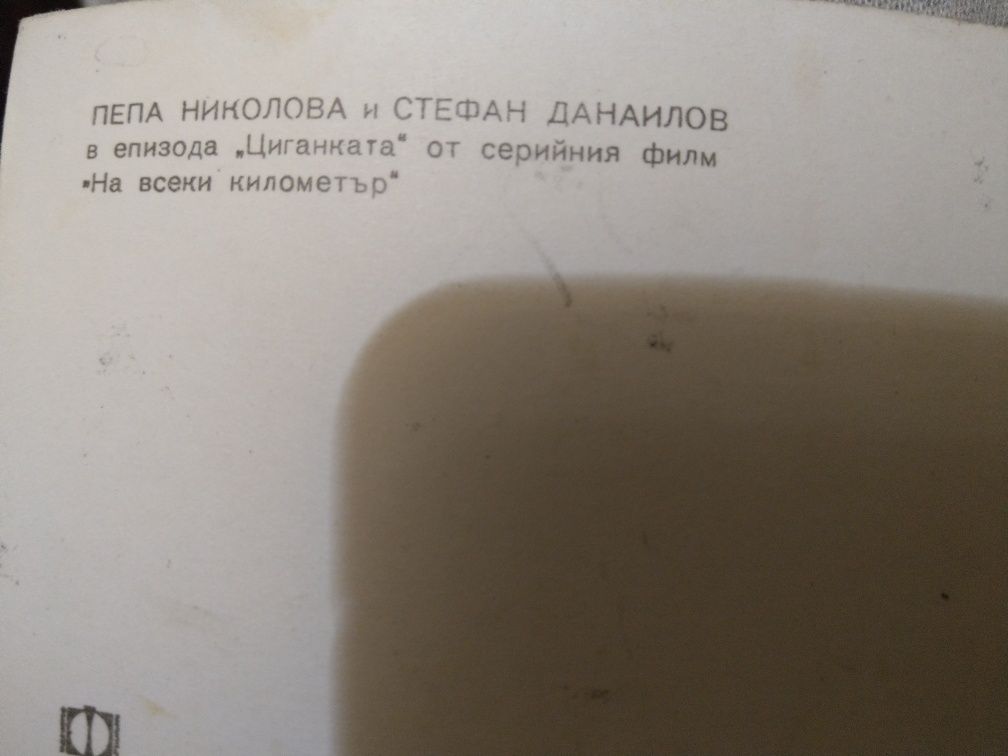 ПЕПА НИКОЛОВА и СТЕФАН ДАНАИЛОВ
в епизода „Циганката“ от серийния филм
„На всеки километър“